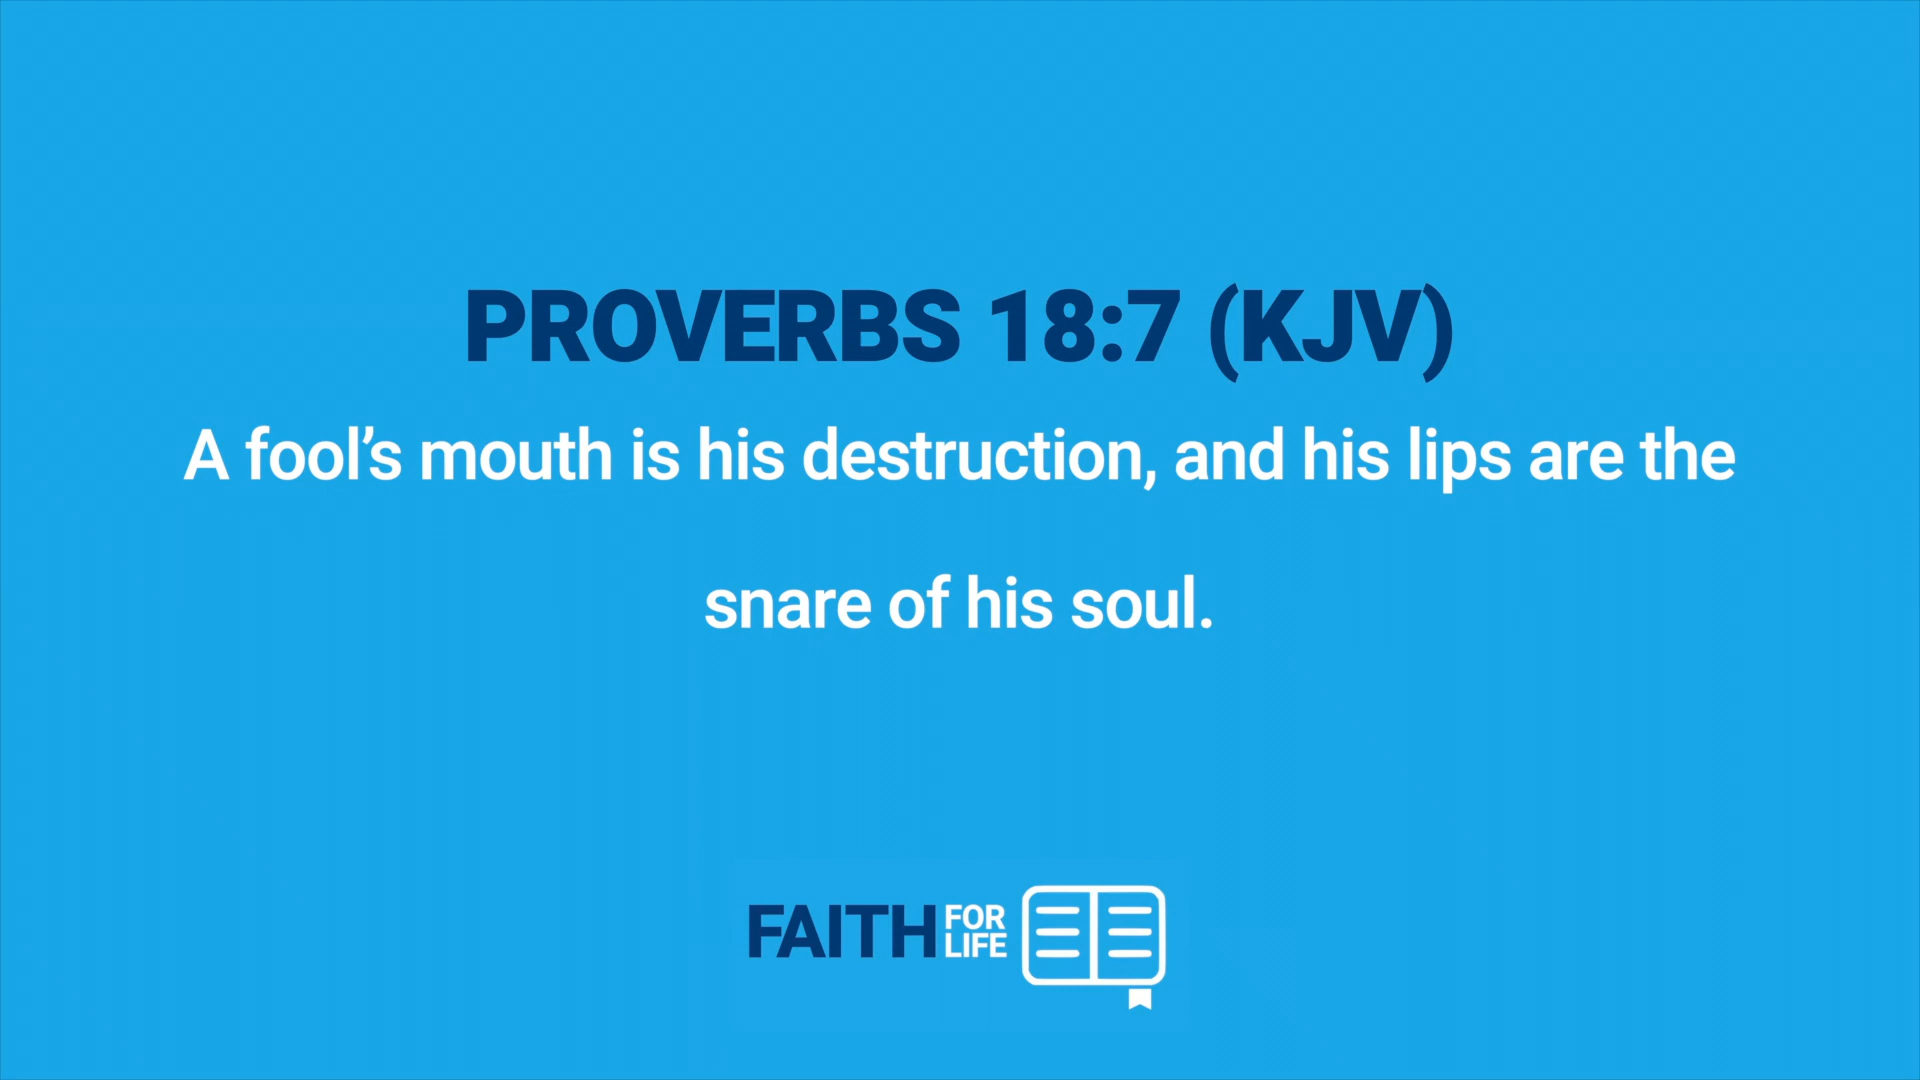 PROVERBS 18:7 (KJV)
A fool’s mouth is his destruction, and his lips are the
snare of his soul.
FAITH FOR LIFE